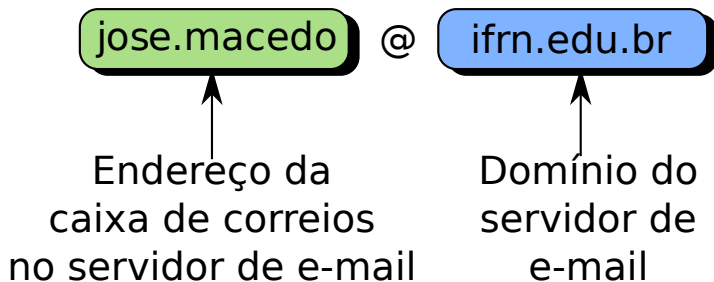 jose.macedo @ ifrn.edu.br
Endereço da
caixa de correios
no servidor de e-mail
Domínio do
servidor de
e-mail